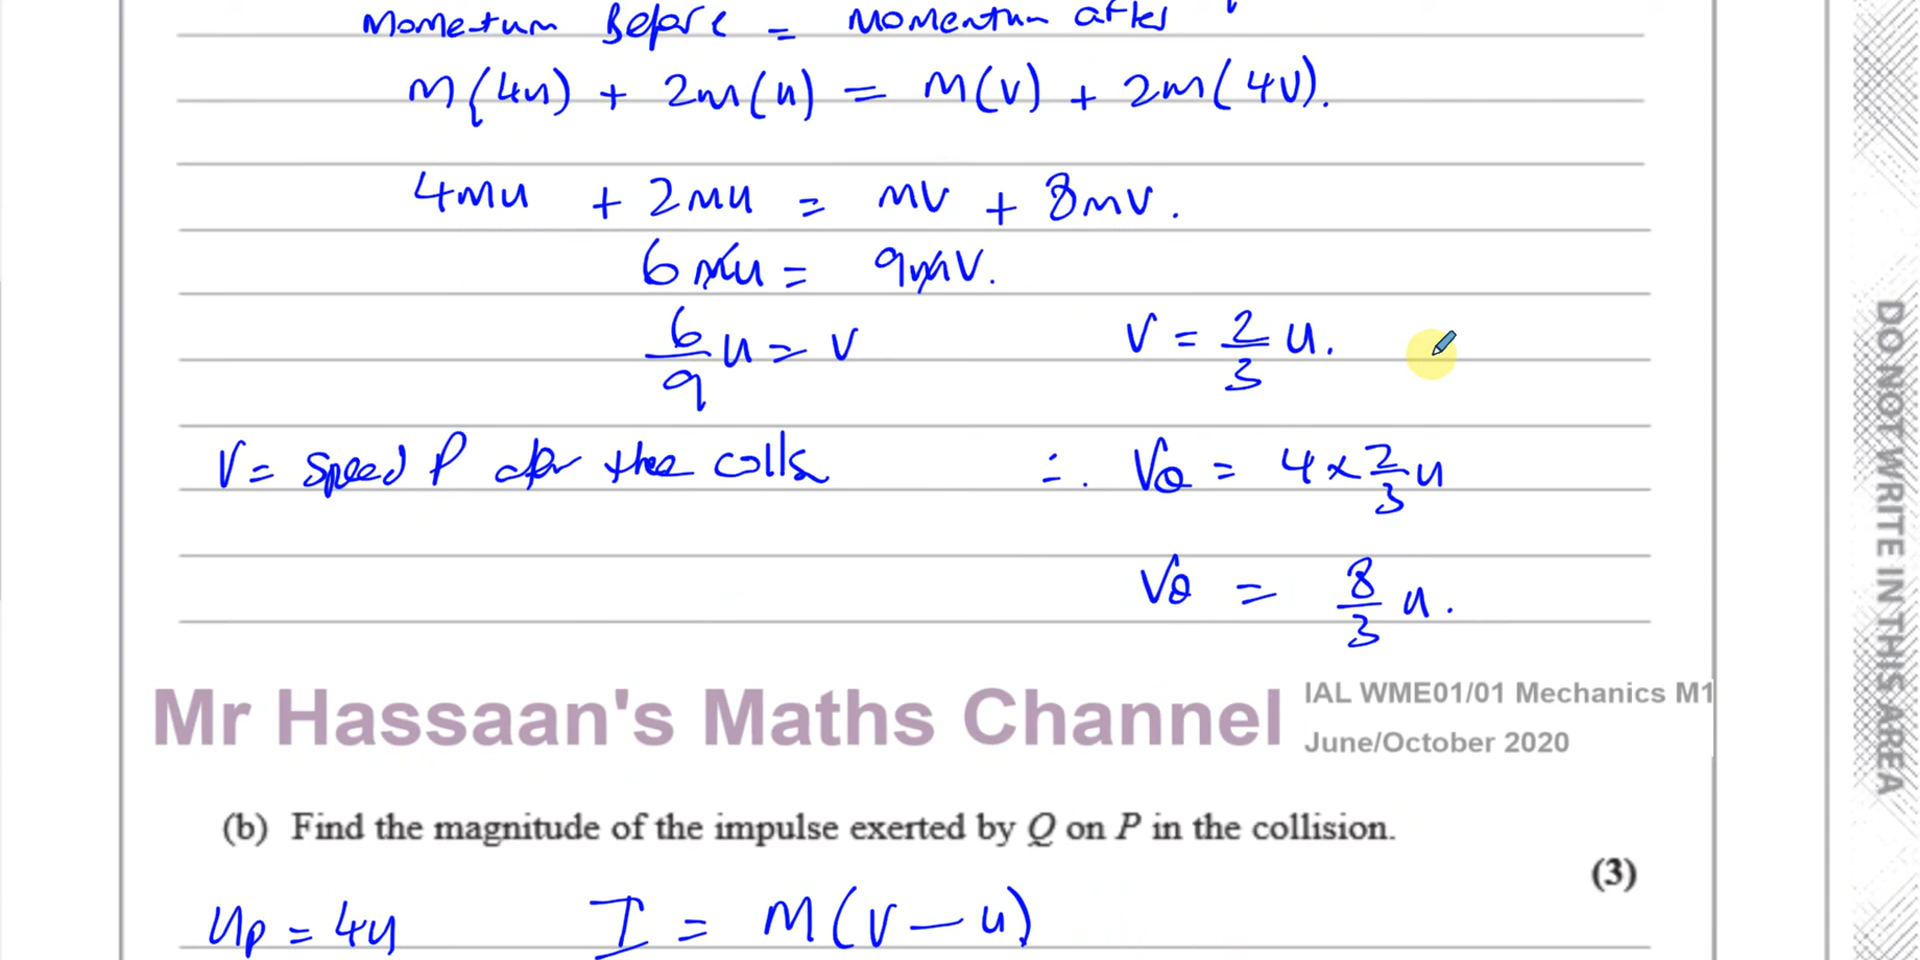 Momentum Before = Momentum after
m(4u) + 2m(u) = m(v) + 2m(4v).
4mu + 2mu = mv + 8mv.
6mu = 9mv.
6/9 u = v    v = 2/3 u.
V = speed P the colls    ∴ VQ = 4 × 2/3 u
VQ = 8/3 u.
Mr Hassaan's Maths Channel
IAL WME01/01 Mechanics M1
June/October 2020
(b) Find the magnitude of the impulse exerted by Q on P in the collision.
(3)
up = 4u    I = m(v − u)
DO NOT WRITE IN THIS AREA